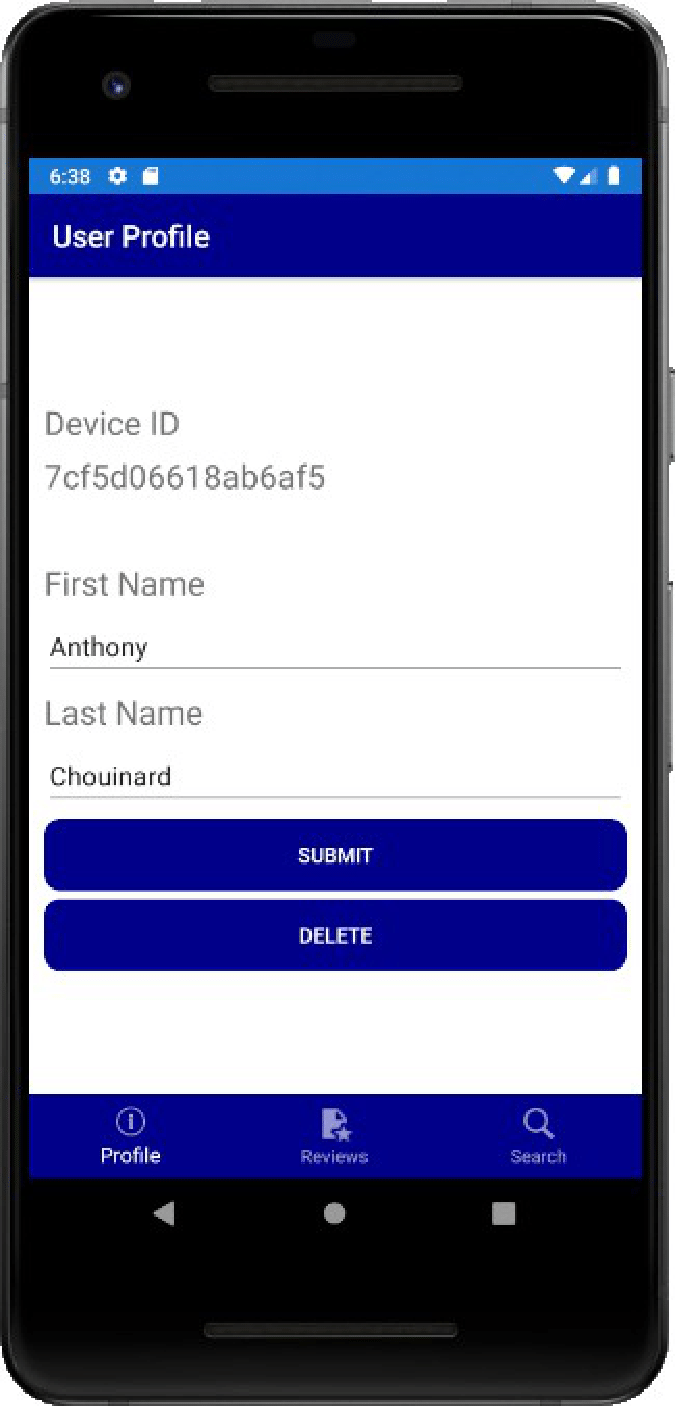 6:38
User Profile
Device ID
7cf5d06618ab6af5
First Name
Anthony
Last Name
Chouinard
SUBMIT
DELETE
Profile Reviews Search